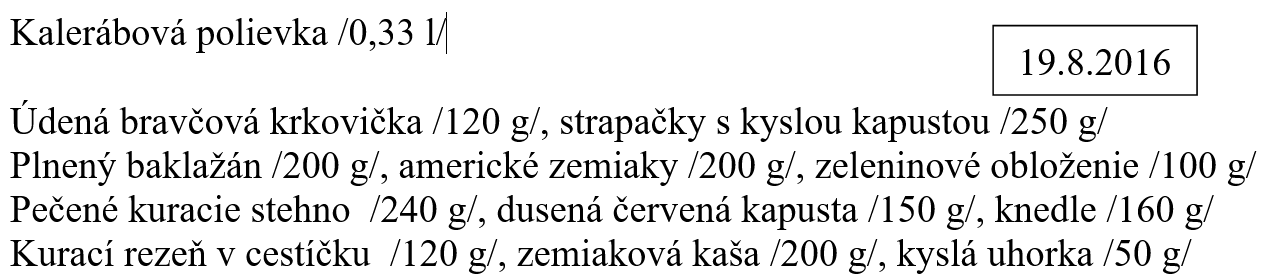 Kalerábová polievka /0,33 l/
19.8.2016
Údená bravčová krkovička /120 g/, strapačky s kyslou kapustou /250 g/
Plnený baklažán /200 g/, americké zemiaky /200 g/, zeleninové obloženie /100 g/
Pečené kuracie stehno  /240 g/, dusená červená kapusta /150 g/, knedle /160 g/
Kurací rezeň v cestíčku  /120 g/, zemiaková kaša /200 g/, kyslá uhorka /50 g/